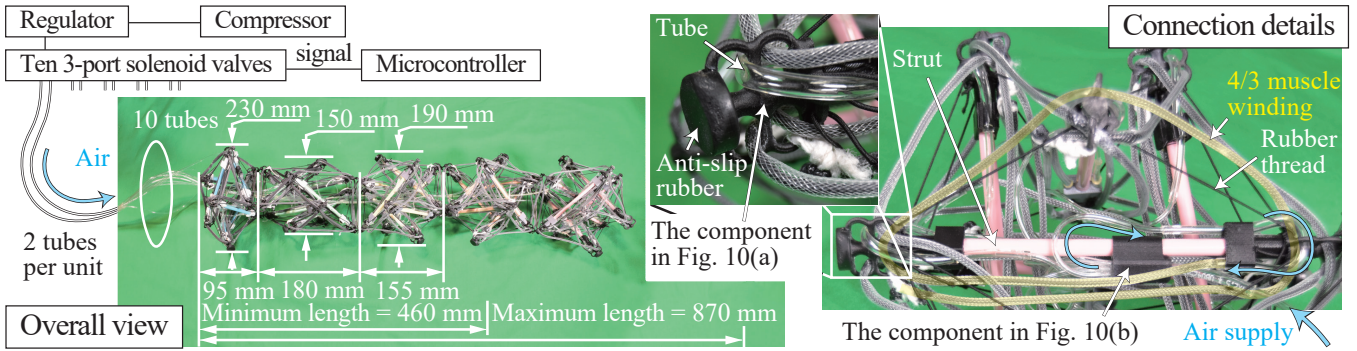 Regulator
Compressor
Ten 3-port solenoid valves
signal
Microcontroller
10 tubes
230 mm
150 mm
190 mm
Air
2 tubes
per unit
95 mm
180 mm
155 mm
Minimum length = 460 mm
Maximum length = 870 mm
Overall view
Tube
Anti-slip
rubber
The component
in Fig. 10(a)
Connection details
Strut
4/3 muscle
winding
Rubber
thread
The component in Fig. 10(b)
Air supply